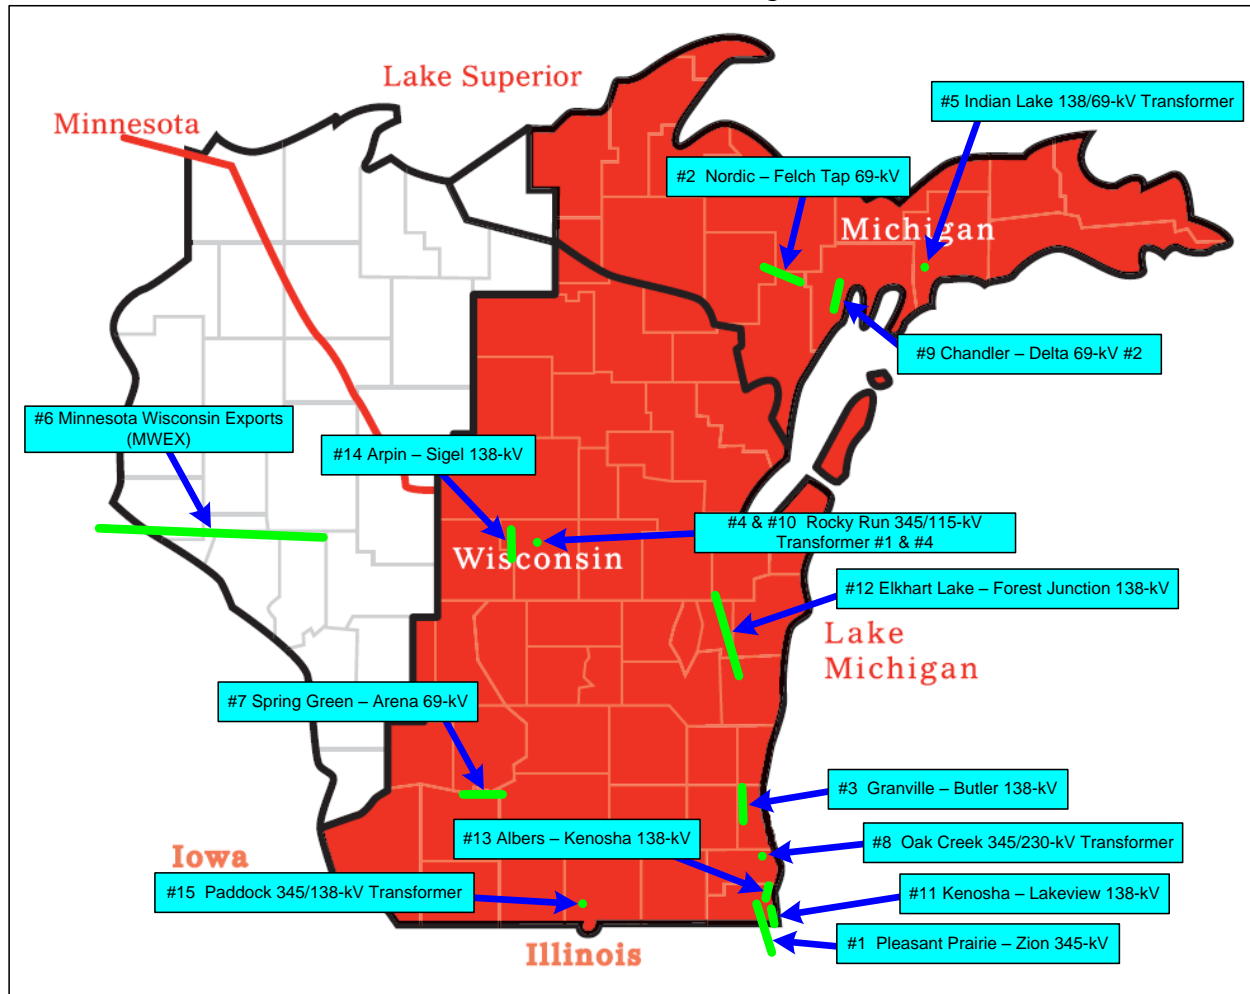 Lake Superior
#5 Indian Lake 138/69-kV Transformer
Minnesota
#2 Nordic – Felch Tap 69-kV
Michigan
#9 Chandler – Delta 69-kV #2
#6 Minnesota Wisconsin Exports
(MWEX)
#14 Arpin – Sigel 138-kV
#4 & #10 Rocky Run 345/115-kV
Transformer #1 & #4
Wisconsin
#12 Elkhart Lake – Forest Junction 138-kV
Lake
Michigan
#7 Spring Green – Arena 69-kV
#3 Granville – Butler 138-kV
#13 Albers – Kenosha 138-kV
#8 Oak Creek 345/230-kV Transformer
Iowa
#15 Paddock 345/138-kV Transformer
#11 Kenosha – Lakeview 138-kV
#1 Pleasant Prairie – Zion 345-kV
Illinois